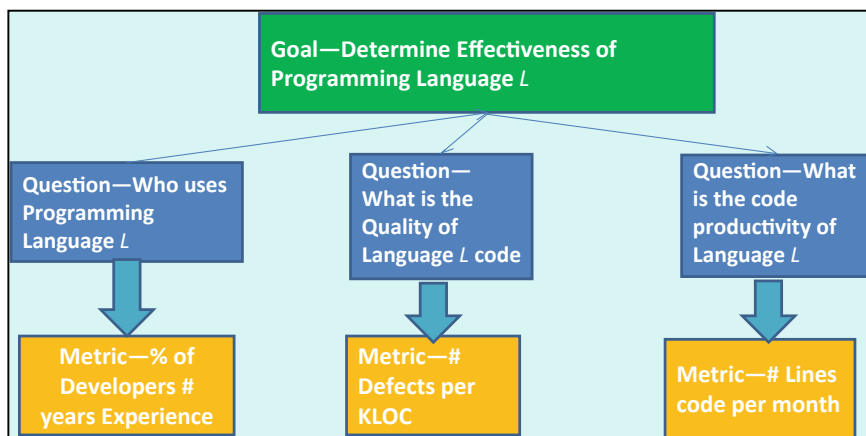 Goal—Determine Effectiveness of
Programming Language L
Question—Who uses
Programming
Language L
Question—
What is the
Quality of
Language L code
Question—What
is the code
productivity of
Language L
Metric—% of
Developers #
years Experience
Metric—#
Defects per
KLOC
Metric—# Lines
code per month